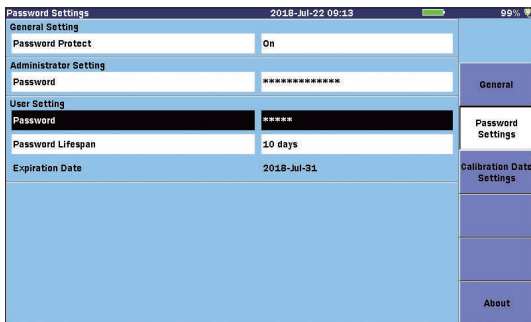 Password Settings 2018-Jul-22 09:13 99%
General Setting
Password Protect On
Administrator Setting
Password *************
User Setting
Password *****
Password Lifespan 10 days
Expiration Date 2018-Jul-31
General
Password
Settings
Calibration Date
Settings
About